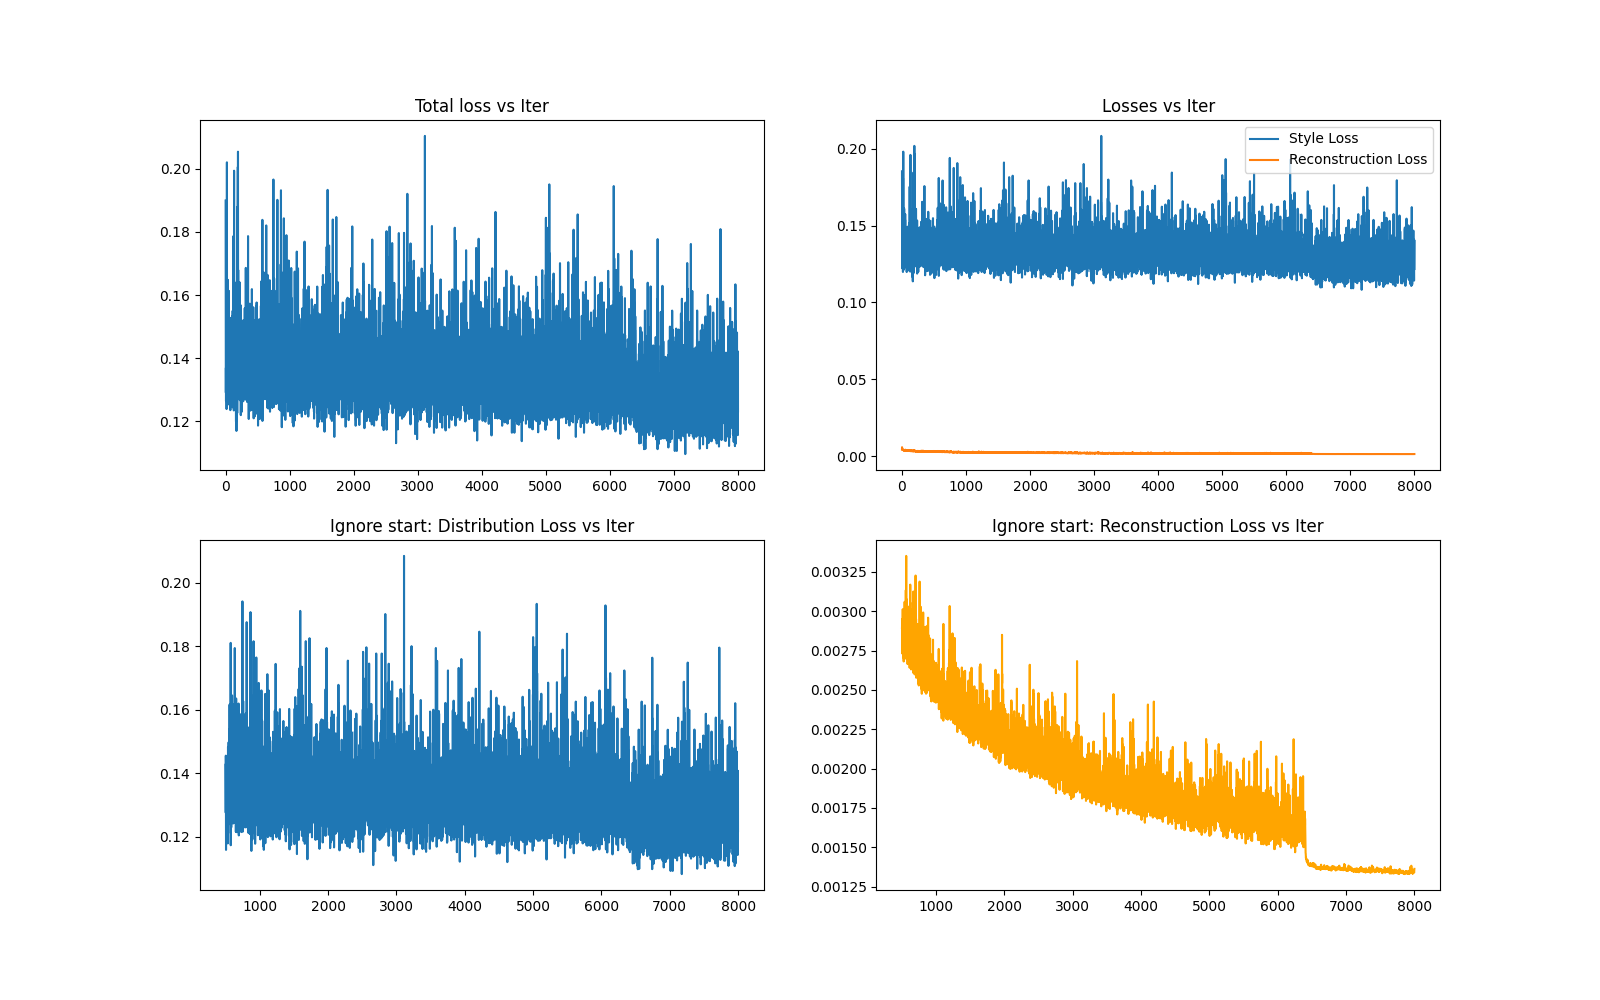 Total loss vs Iter
0.20
0.18
0.16
0.14
0.12
0 1000 2000 3000 4000 5000 6000 7000 8000
Losses vs Iter
Style Loss
Reconstruction Loss
0.20
0.15
0.10
0.05
0.00
0 1000 2000 3000 4000 5000 6000 7000 8000
Ignore start: Distribution Loss vs Iter
0.20
0.18
0.16
0.14
0.12
1000 2000 3000 4000 5000 6000 7000 8000
Ignore start: Reconstruction Loss vs Iter
0.00325
0.00300
0.00275
0.00250
0.00225
0.00200
0.00175
0.00150
0.00125
1000 2000 3000 4000 5000 6000 7000 8000